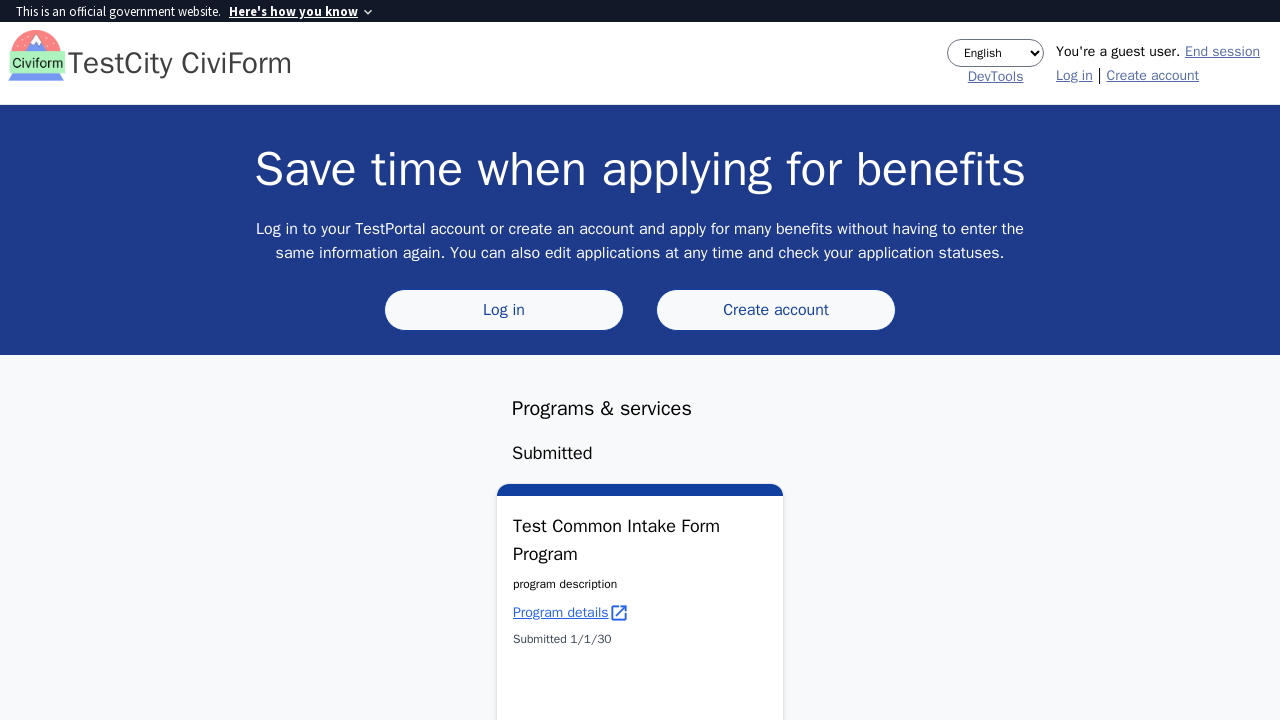 This is an official government website. Here's how you know
Civiform
TestCity CiviForm
English
DevTools
You're a guest user. End session
Log in | Create account
Save time when applying for benefits
Log in to your TestPortal account or create an account and apply for many benefits without having to enter the
same information again. You can also edit applications at any time and check your application statuses.
Log in
Create account
Programs & services
Submitted
Test Common Intake Form
Program
program description
Program details
Submitted 1/1/30